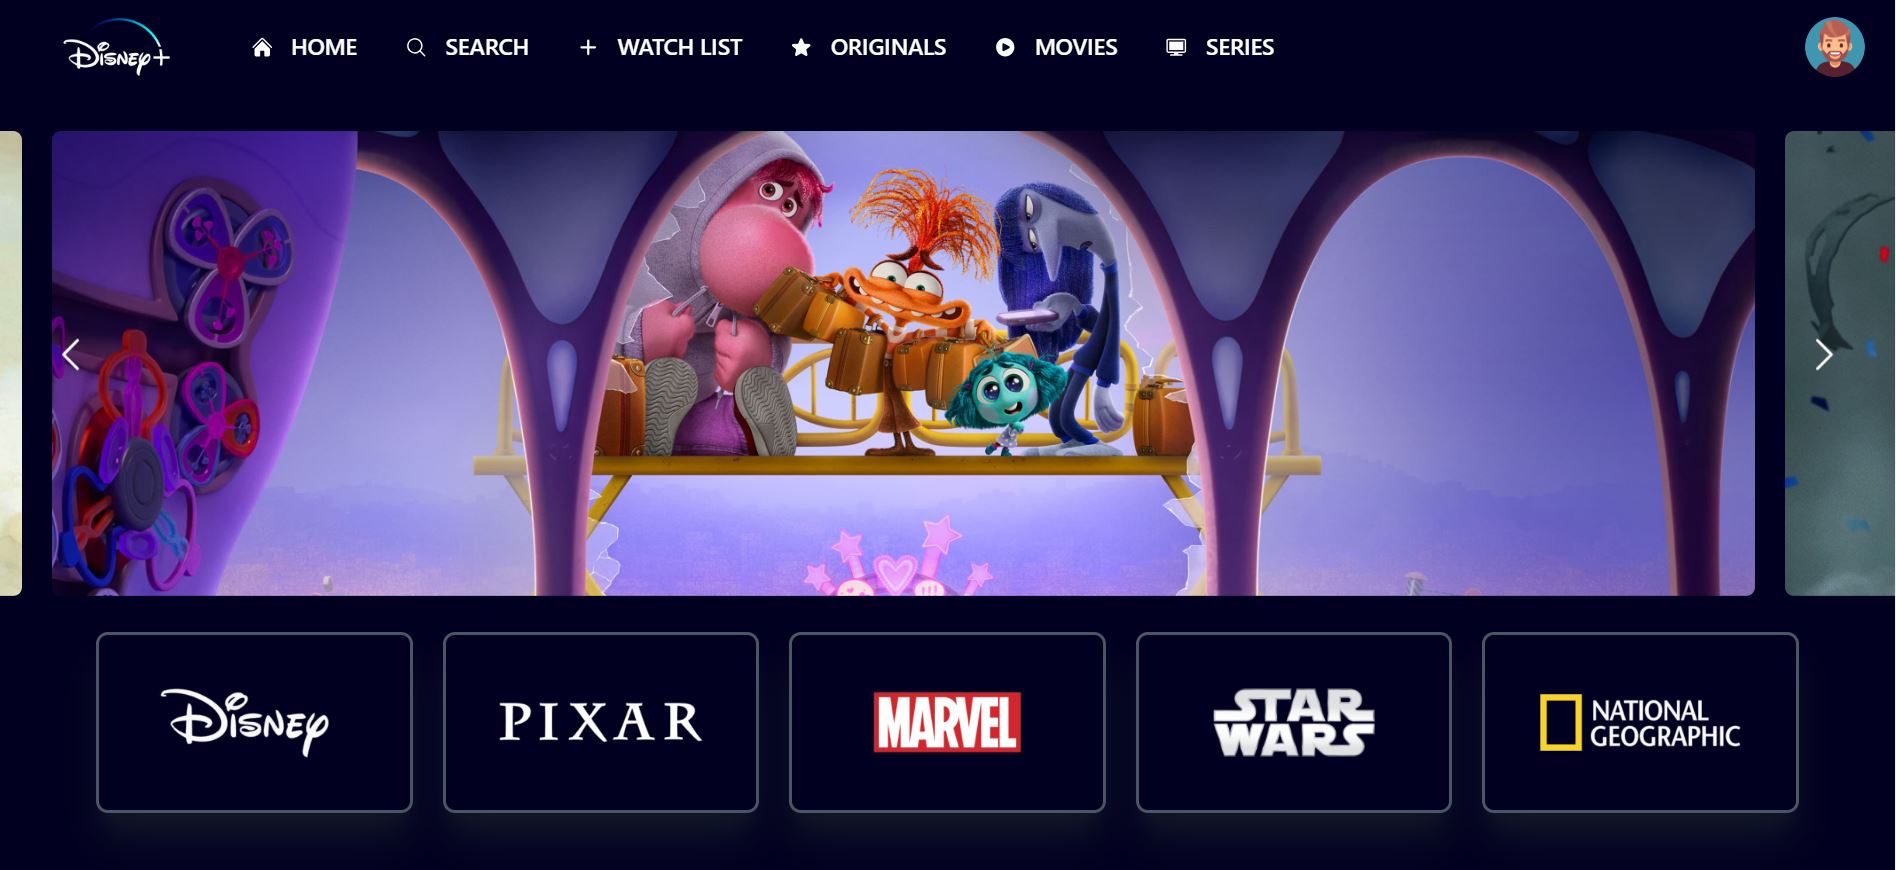 Disney+
HOME
SEARCH
WATCH LIST
ORIGINALS
MOVIES
SERIES
Disney
PIXAR
MARVEL
STAR
WARS
NATIONAL
GEOGRAPHIC